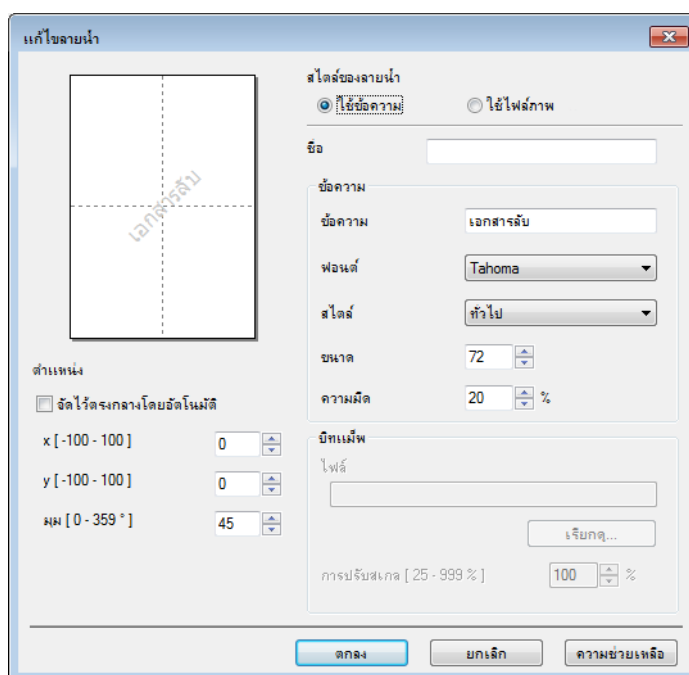 แก้ไขลายน้ำ
สไตล์ของลายน้ำ
ใช้ข้อความ
ใช้ไฟล์ภาพ
ชื่อ
ข้อความ
ข้อความ
เอกสารลับ
ฟอนต์
Tahoma
สไตล์
ทั่วไป
ขนาด
72
ความมืด
20 %
เอกสารลับ
ตำแหน่ง
จัดไว้ตรงกลางโดยอัตโนมัติ
x [ -100 - 100 ] 0
y [ -100 - 100 ] 0
มุม [ 0 - 359 ° ] 45
บิทแม็พ
ไฟล์
เรียกดู...
การปรับสเกล [ 25 - 999 % ] 100 %
ตกลง
ยกเลิก
ความช่วยเหลือ